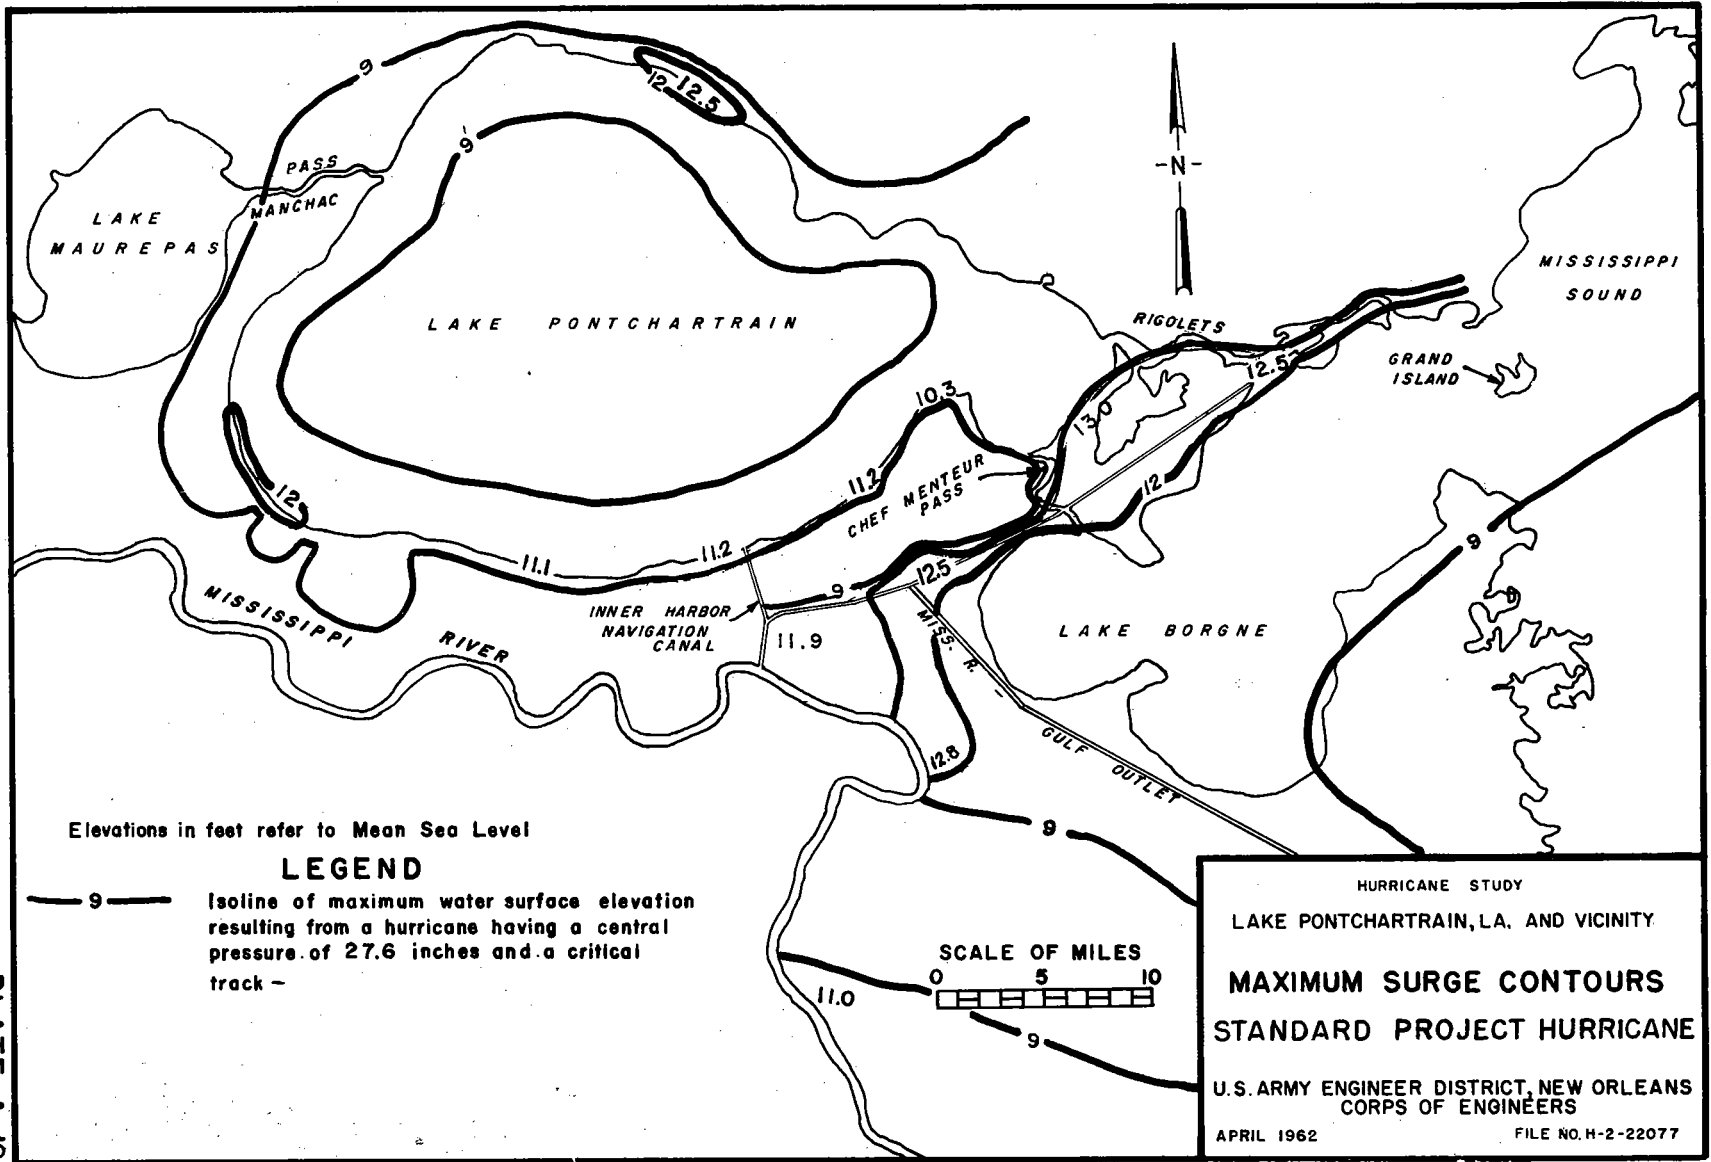 9
12
12.5
9
PASS
MANCHAC
LAKE
MAUREPAS
-N-
MISSISSIPPI
SOUND
LAKE PONTCHARTRAIN
RIGOLETS
12.5
GRAND
ISLAND
10.3
13.0
11.2
CHEF MENTEUR
PASS
12
12
9
11.1
11.2
12.5
9
MISSISSIPPI
RIVER
INNER HARBOR
NAVIGATION
CANAL
11.9
LAKE BORGNE
MISS. R. -
GULF OUTLET
12.8
9
Elevations in feet refer to Mean Sea Level
LEGEND
9
Isoline of maximum water surface elevation
resulting from a hurricane having a central
pressure of 27.6 inches and a critical
track -
SCALE OF MILES
0 5 10
11.0
9
HURRICANE STUDY
LAKE PONTCHARTRAIN, LA. AND VICINITY
MAXIMUM SURGE CONTOURS
STANDARD PROJECT HURRICANE
U.S. ARMY ENGINEER DISTRICT, NEW ORLEANS
CORPS OF ENGINEERS
APRIL 1962
FILE NO. H-2-22077